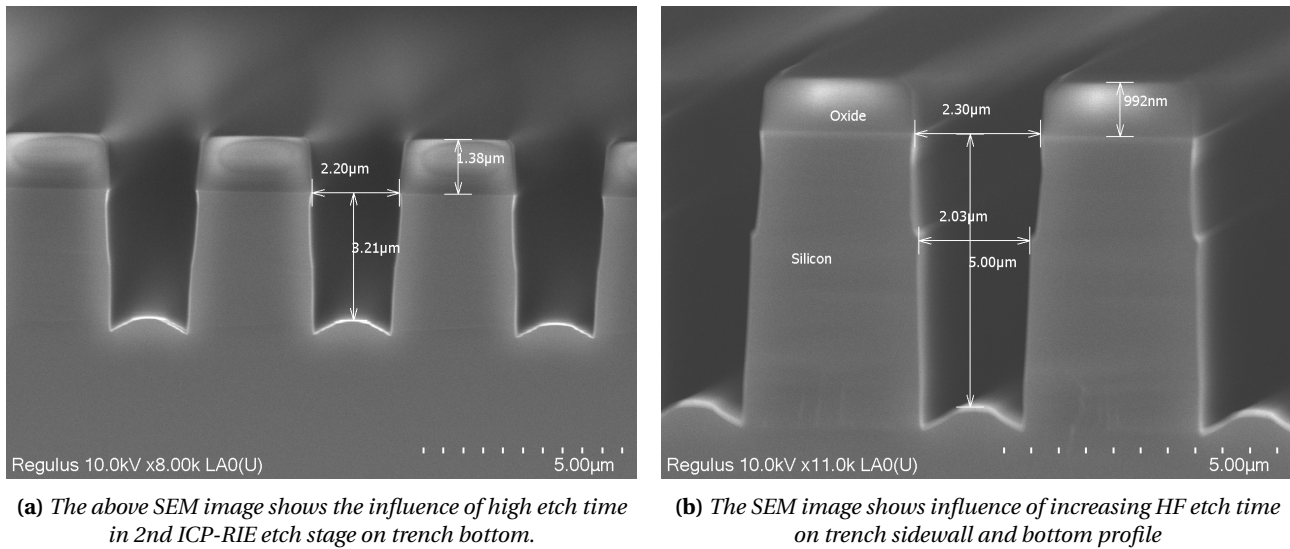 1.38µm
2.20µm
3.21µm
Regulus 10.0kV x8.00k LA0(U)
5.00µm
992nm
2.30µm
Oxide
2.03µm
Silicon
5.00µm
Regulus 10.0kV x11.0k LA0(U)
5.00µm
(a) The above SEM image shows the influence of high etch time
in 2nd ICP-RIE etch stage on trench bottom.
(b) The SEM image shows influence of increasing HF etch time
on trench sidewall and bottom profile